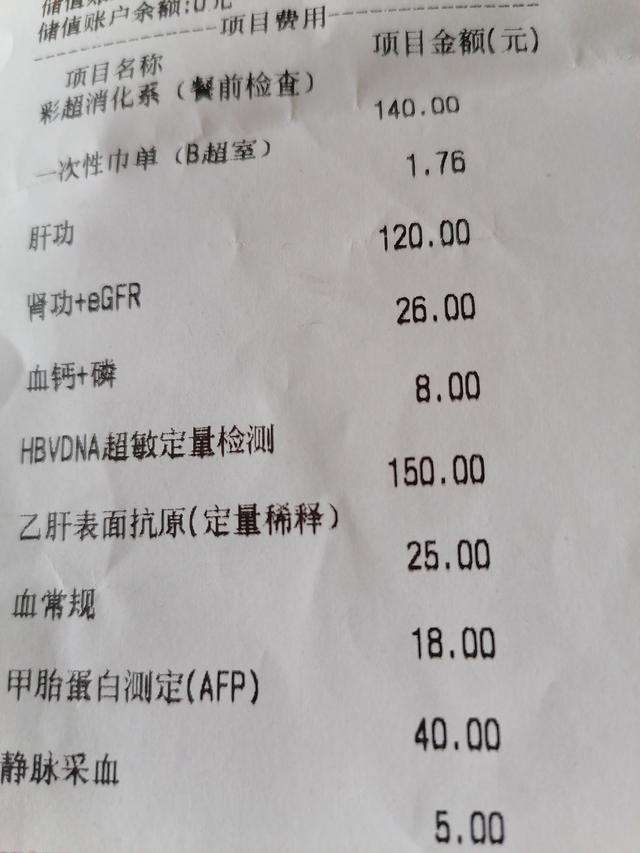 储值账户余额:0元
项目费用
项目名称 项目金额(元)
彩超消化系（餐前检查） 140.00
一次性巾单（B超室） 1.76
肝功 120.00
肾功+eGFR 26.00
血钙+磷 8.00
HBVDNA超敏定量检测 150.00
乙肝表面抗原(定量稀释） 25.00
血常规 18.00
甲胎蛋白测定(AFP) 40.00
静脉采血 5.00